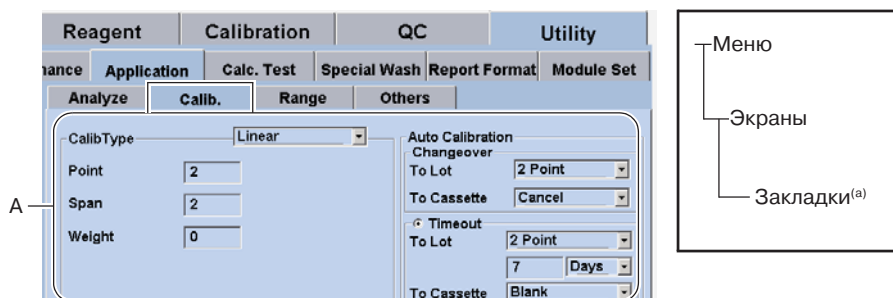 Reagent Calibration QC Utility
nance Application Calc. Test Special Wash Report Format Module Set
Analyze Calib. Range Others
CalibType Linear
Point 2
Span 2
Weight 0
Auto Calibration
Changeover
To Lot 2 Point
To Cassette Cancel
Timeout
To Lot 2 Point
7 Days
To Cassette Blank
A
Меню
Экраны
Закладки(a)